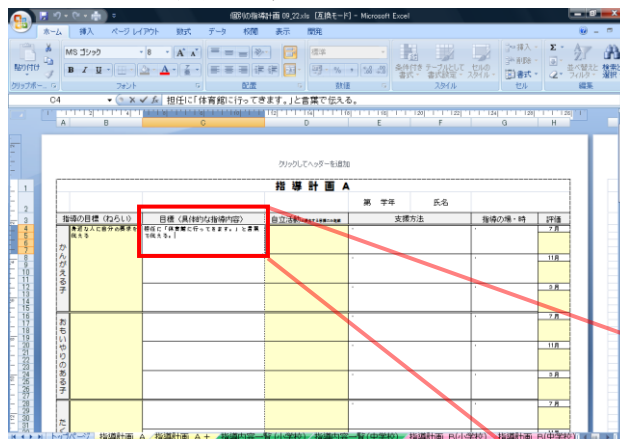 個別の指導計画 09_22.xls [互換モード] - Microsoft Excel
ホーム 挿入 ページ レイアウト 数式 データ 校閲 表示 開発
MS ゴシック 8 標準
貼り付け
B I U
条件付き書式 テーブルとして書式設定 セルのスタイル
挿入
削除
書式
並べ替えとフィルタ 検索と選択
クリップボー... フォント 配置 数値 スタイル セル 編集
C4 fx 担任に「体育館に行ってきます。」と言葉で伝える。
A B C D E F G H
クリックしてヘッダーを追加
指 導 計 画 A
第 学年 氏名
指導の目標(ねらい) 目標(具体的な指導内容) 自立活動 支援方法 指導の場・時 評価
身近な人に自分の要求を伝える
担任に「体育館に行ってきます。」と言葉で伝える。
7月
かんがえる子
11月
3月
7月
おもいやりのある子
11月
3月
7月
た
トップページ 指導計画 A 指導計画 A+ 指導内容一覧(小学校) 指導内容一覧(中学校) 指導計画 B(小学校) 指導計画 B(中学校)